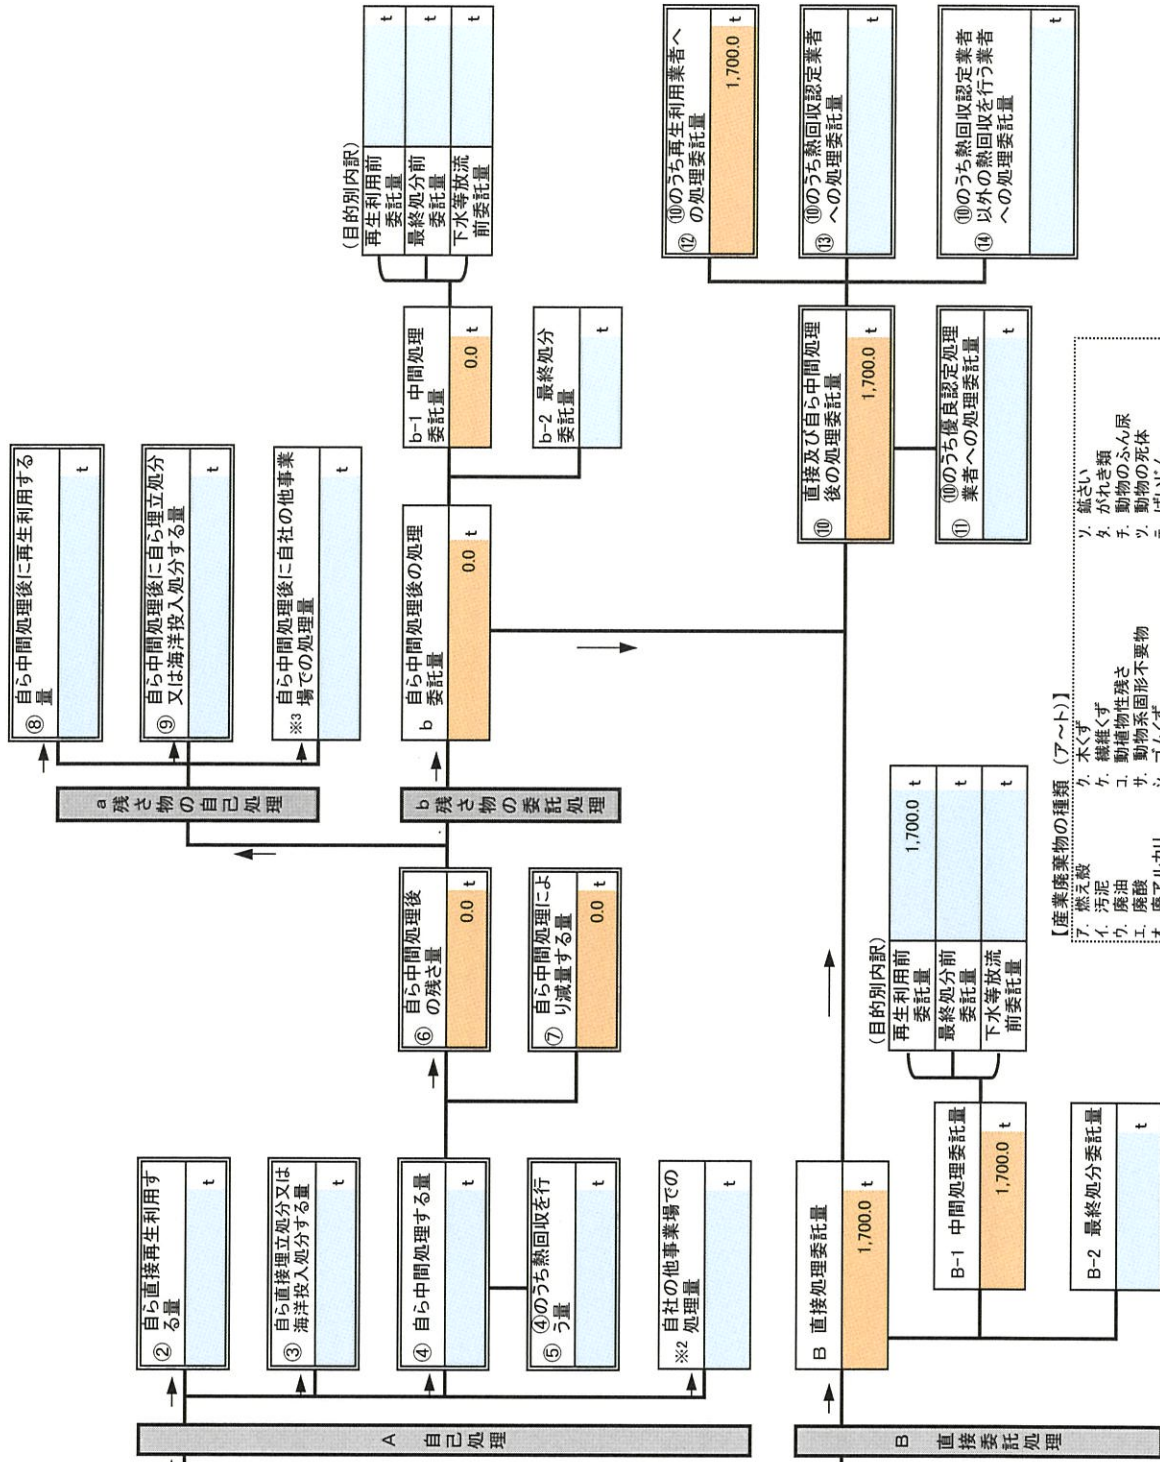 A 自己処理
② 自ら直接再生利用す
る量
t
③ 自ら直接埋立処分又は
海洋投入処分する量
t
④ 自ら中間処理する量
t
⑤ ④のうち熱回収を行
う量
t
※2 自社の他事業場での
処理量
t
⑥ 自ら中間処理後
の残さ量
0.0 t
⑦ 自ら中間処理によ
り減量する量
0.0 t
a 残さ物の自己処理
⑧ 自ら中間処理後に再生利用する
量
t
⑨ 自ら中間処理後に自ら埋立処分
又は海洋投入処分する量
t
※3 自ら中間処理後に自社の他事業
場での処理量
t
b 残さ物の委託処理
b 自ら中間処理後の処理
委託量
0.0 t
b-1 中間処理
委託量
0.0 t
b-2 最終処分
委託量
t
(目的別内訳)
再生利用前
委託量
t
最終処分前
委託量
t
下水等放流
前委託量
t
B 直接委託処理
B 直接処理委託量
1,700.0 t
B-1 中間処理委託量
1,700.0 t
B-2 最終処分委託量
t
(目的別内訳)
再生利用前
委託量
1,700.0 t
最終処分前
委託量
t
下水等放流
前委託量
t
⑩ 直接及び自ら中間処理
後の処理委託量
1,700.0 t
⑪ ⑩のうち優良認定処理
業者への処理委託量
t
⑫ ⑩のうち再生利用業者へ
の処理委託量
1,700.0 t
⑬ ⑩のうち熱回収認定業者
への処理委託量
t
⑭ ⑩のうち熱回収認定業者
以外の熱回収を行う業者
への処理委託量
t
【産業廃棄物の種類 (ア~ト)】
ア. 燃え殻 ク. 木くず ソ. 鉱さい
イ. 汚泥 ケ. 繊維くず タ. がれき類
ウ. 廃油 コ. 動植物性残さ チ. 動物のふん尿
エ. 廃酸 サ. 動物系固形不要物 ツ. 動物の死体
オ. 廃アルカリ シ. ゴムくず テ. ばいじん